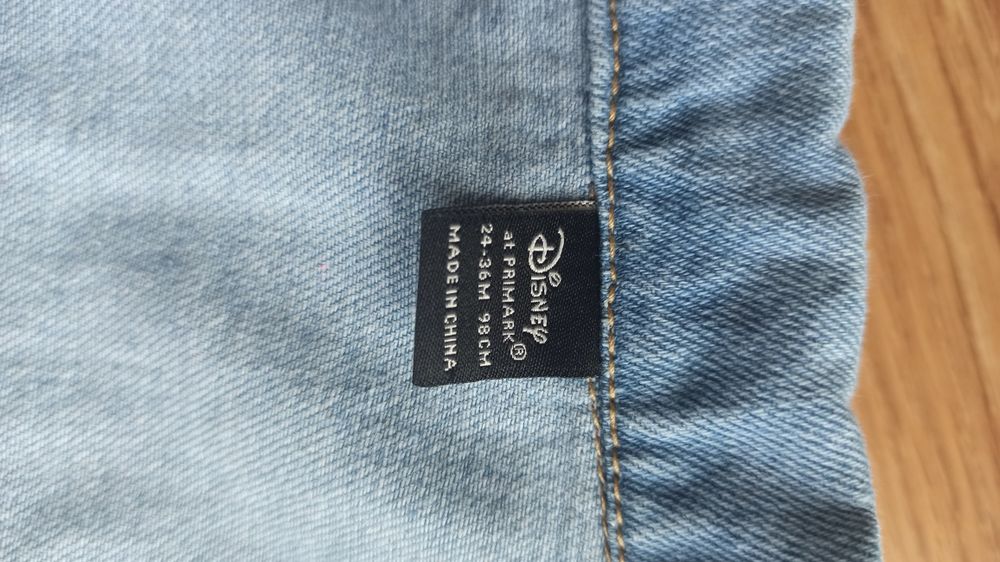 Disney
at PRIMARK®
24-36M 98CM
MADE IN CHINA